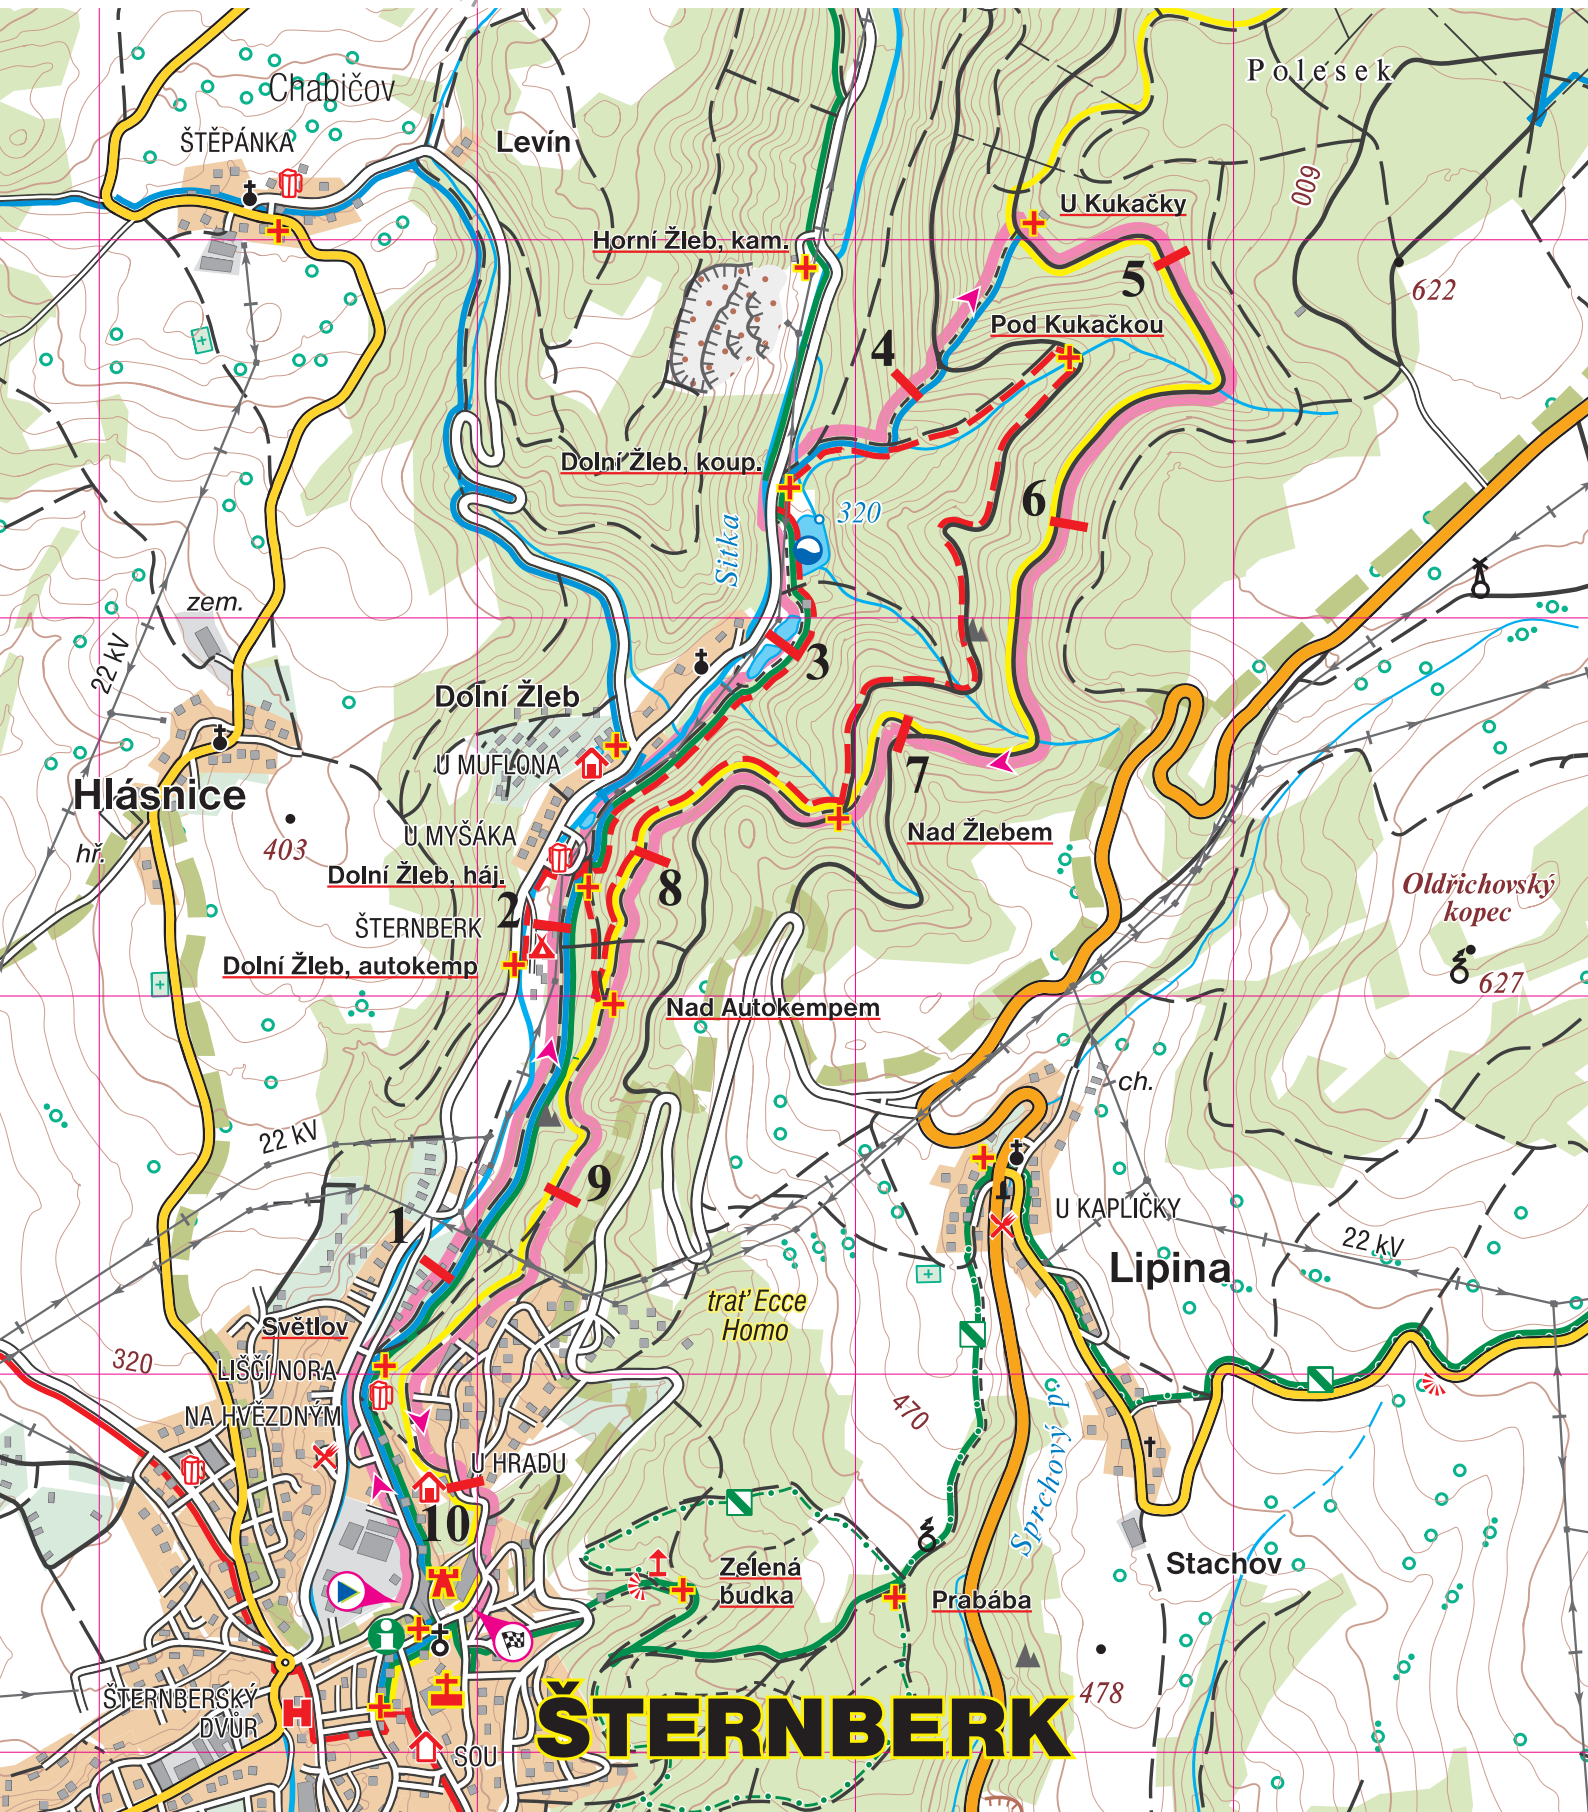 Polesek
Chabičov
ŠTĚPÁNKA
Levín
600
U Kukačky
Horní Žleb, kam.
5
622
Pod Kukačkou
4
Dolní Žleb, koup.
6
320
Sitka
zem.
22 kV
3
Dolní Žleb
U MUFLONA
7
Hlásnice
U MYŠÁKA
Nad Žlebem
403
hř.
Dolní Žleb, háj.
8
Oldřichovský
kopec
2
ŠTERNBERK
Dolní Žleb, autokemp
627
Nad Autokempem
ch.
22 kV
9
U KAPLIČKY
1
22 kV
Lipina
trať Ecce
Homo
Světlov
320
LIŠČÍ NORA
470
NA HVĚZDNÝM
Sprchový p.
U HRADU
10
Zelená
budka
Stachov
Prabába
i
478
ŠTERNBERSKÝ
DVŮR
H
ŠTERNBERK
SOU